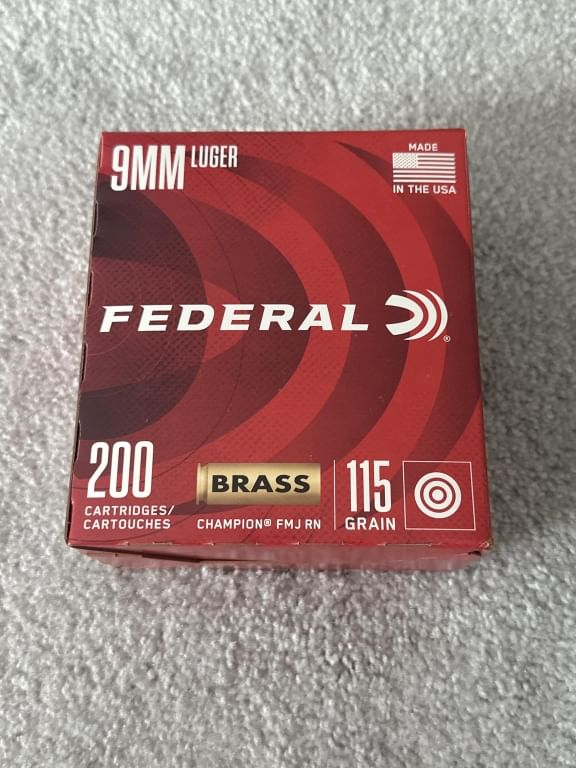 9MM LUGER
MADE
IN THE USA
FEDERAL ®
200
CARTRIDGES/
CARTOUCHES
BRASS
CHAMPION® FMJ RN
115
GRAIN